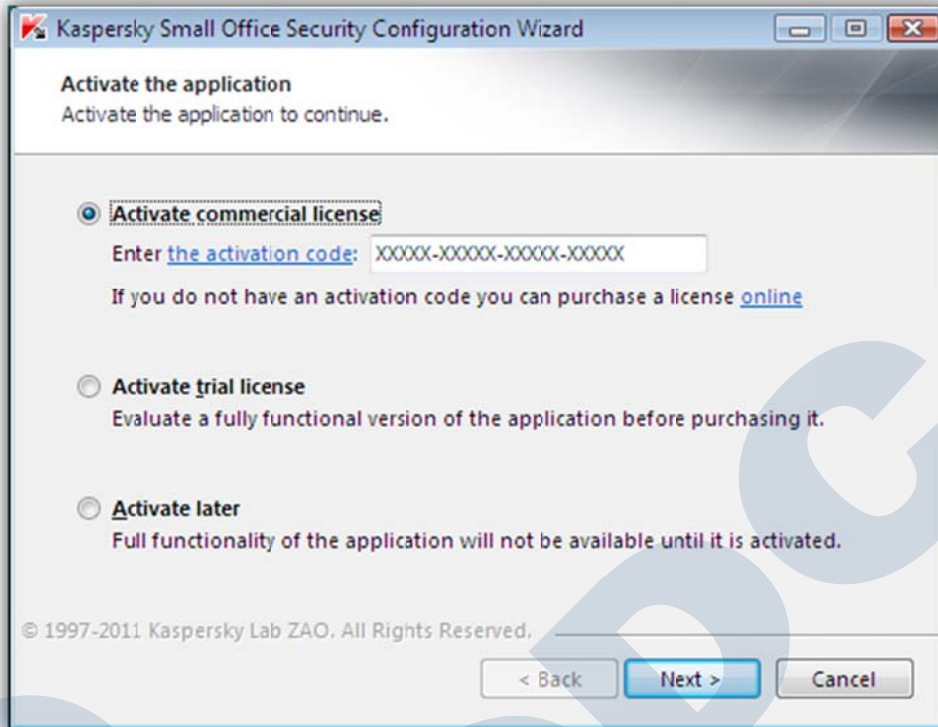 Kaspersky Small Office Security Configuration Wizard
Activate the application
Activate the application to continue.
Activate commercial license
Enter the activation code: XXXXX-XXXXX-XXXXX-XXXXX
If you do not have an activation code you can purchase a license online
Activate trial license
Evaluate a fully functional version of the application before purchasing it.
Activate later
Full functionality of the application will not be available until it is activated.
© 1997-2011 Kaspersky Lab ZAO. All Rights Reserved.
< Back Next > Cancel